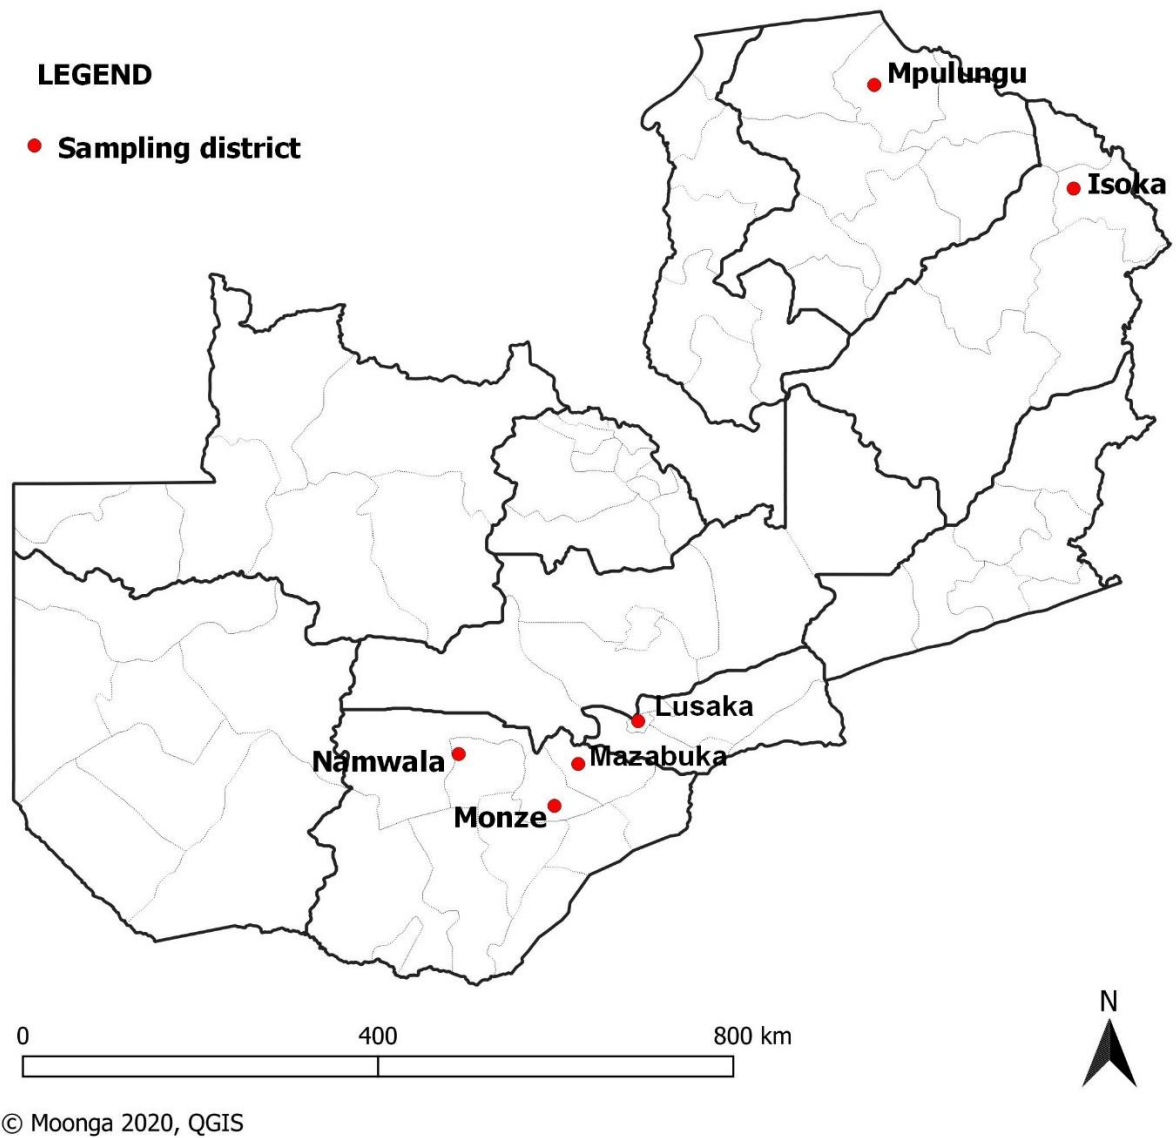 LEGEND
Sampling district
Mpulungu
Isoka
Lusaka
Namwala
Mazabuka
Monze
0 400 800 km
N
© Moonga 2020, QGIS